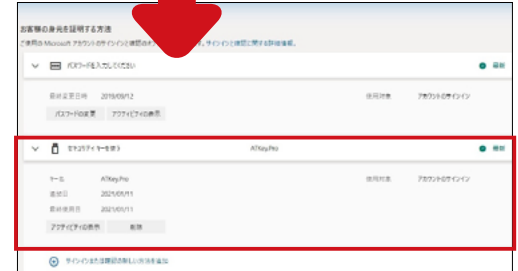 お客様の身元を証明する方法
ご使用の Microsoft アカウントのサインインと確認のオ す。サインインと確認に関する詳細情報。
パスワードを入力してください 最新
最終変更日時 2019/09/12 使用対象 アカウントのサインイン
パスワードの変更 アクティビティの表示
セキュリティ キーを使う ATKey.Pro 最新
キー名 ATKey.Pro 使用対象 アカウントのサインイン
追加日 2021/01/11
最終使用日 2021/01/11
アクティビティの表示 削除
サインインまたは確認の新しい方法を追加